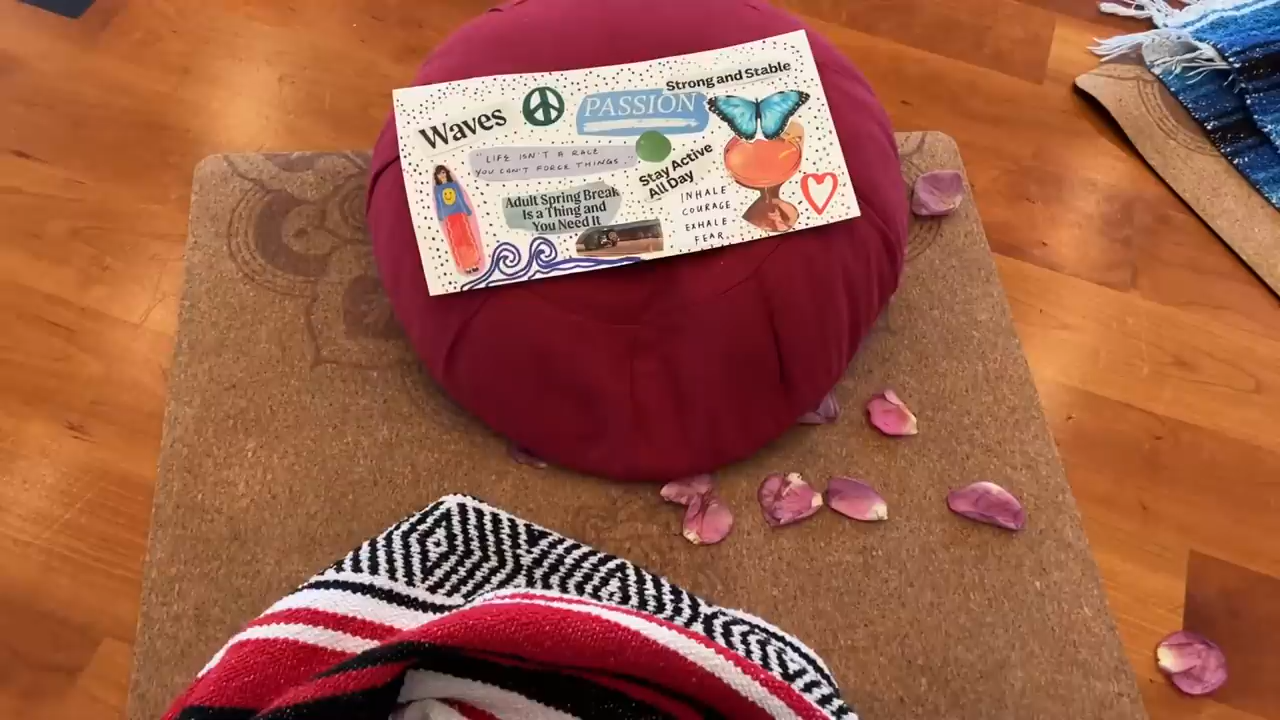 Strong and Stable
Waves
PASSION
"LIFE ISN'T A RACE
YOU CAN'T FORCE THINGS."
Stay Active
All Day
Adult Spring Break
Is a Thing and
You Need It
INHALE
COURAGE
EXHALE
FEAR